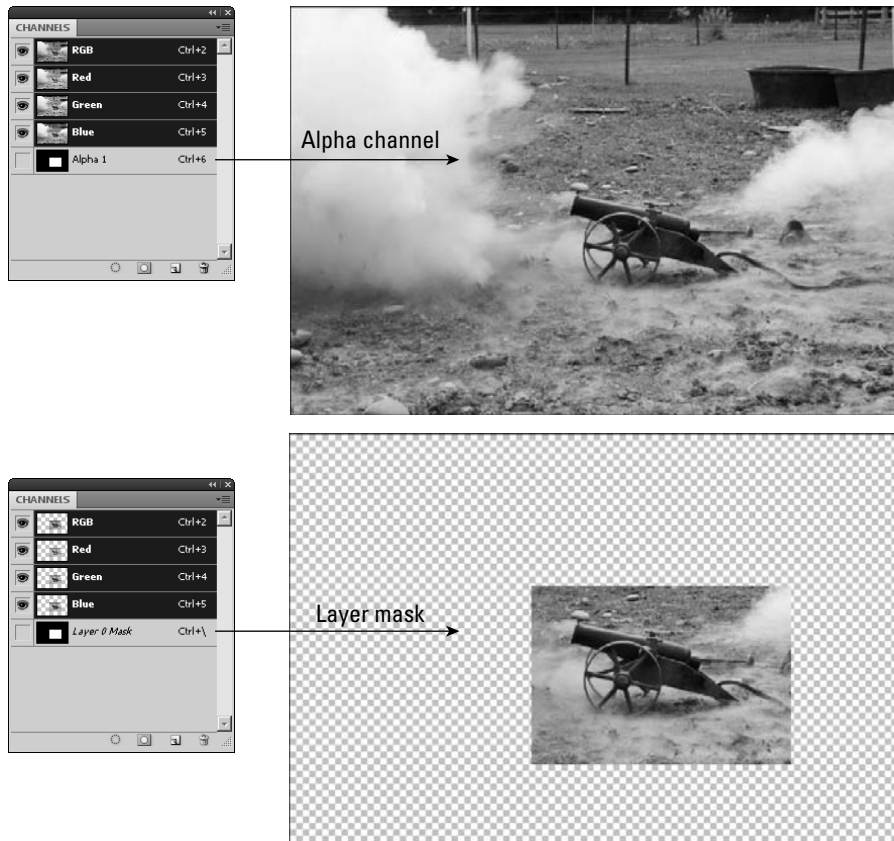 CHANNELS
RGB Ctrl+2
Red Ctrl+3
Green Ctrl+4
Blue Ctrl+5
Alpha 1 Ctrl+6
Alpha channel
CHANNELS
RGB Ctrl+2
Red Ctrl+3
Green Ctrl+4
Blue Ctrl+5
Layer 0 Mask Ctrl+\
Layer mask